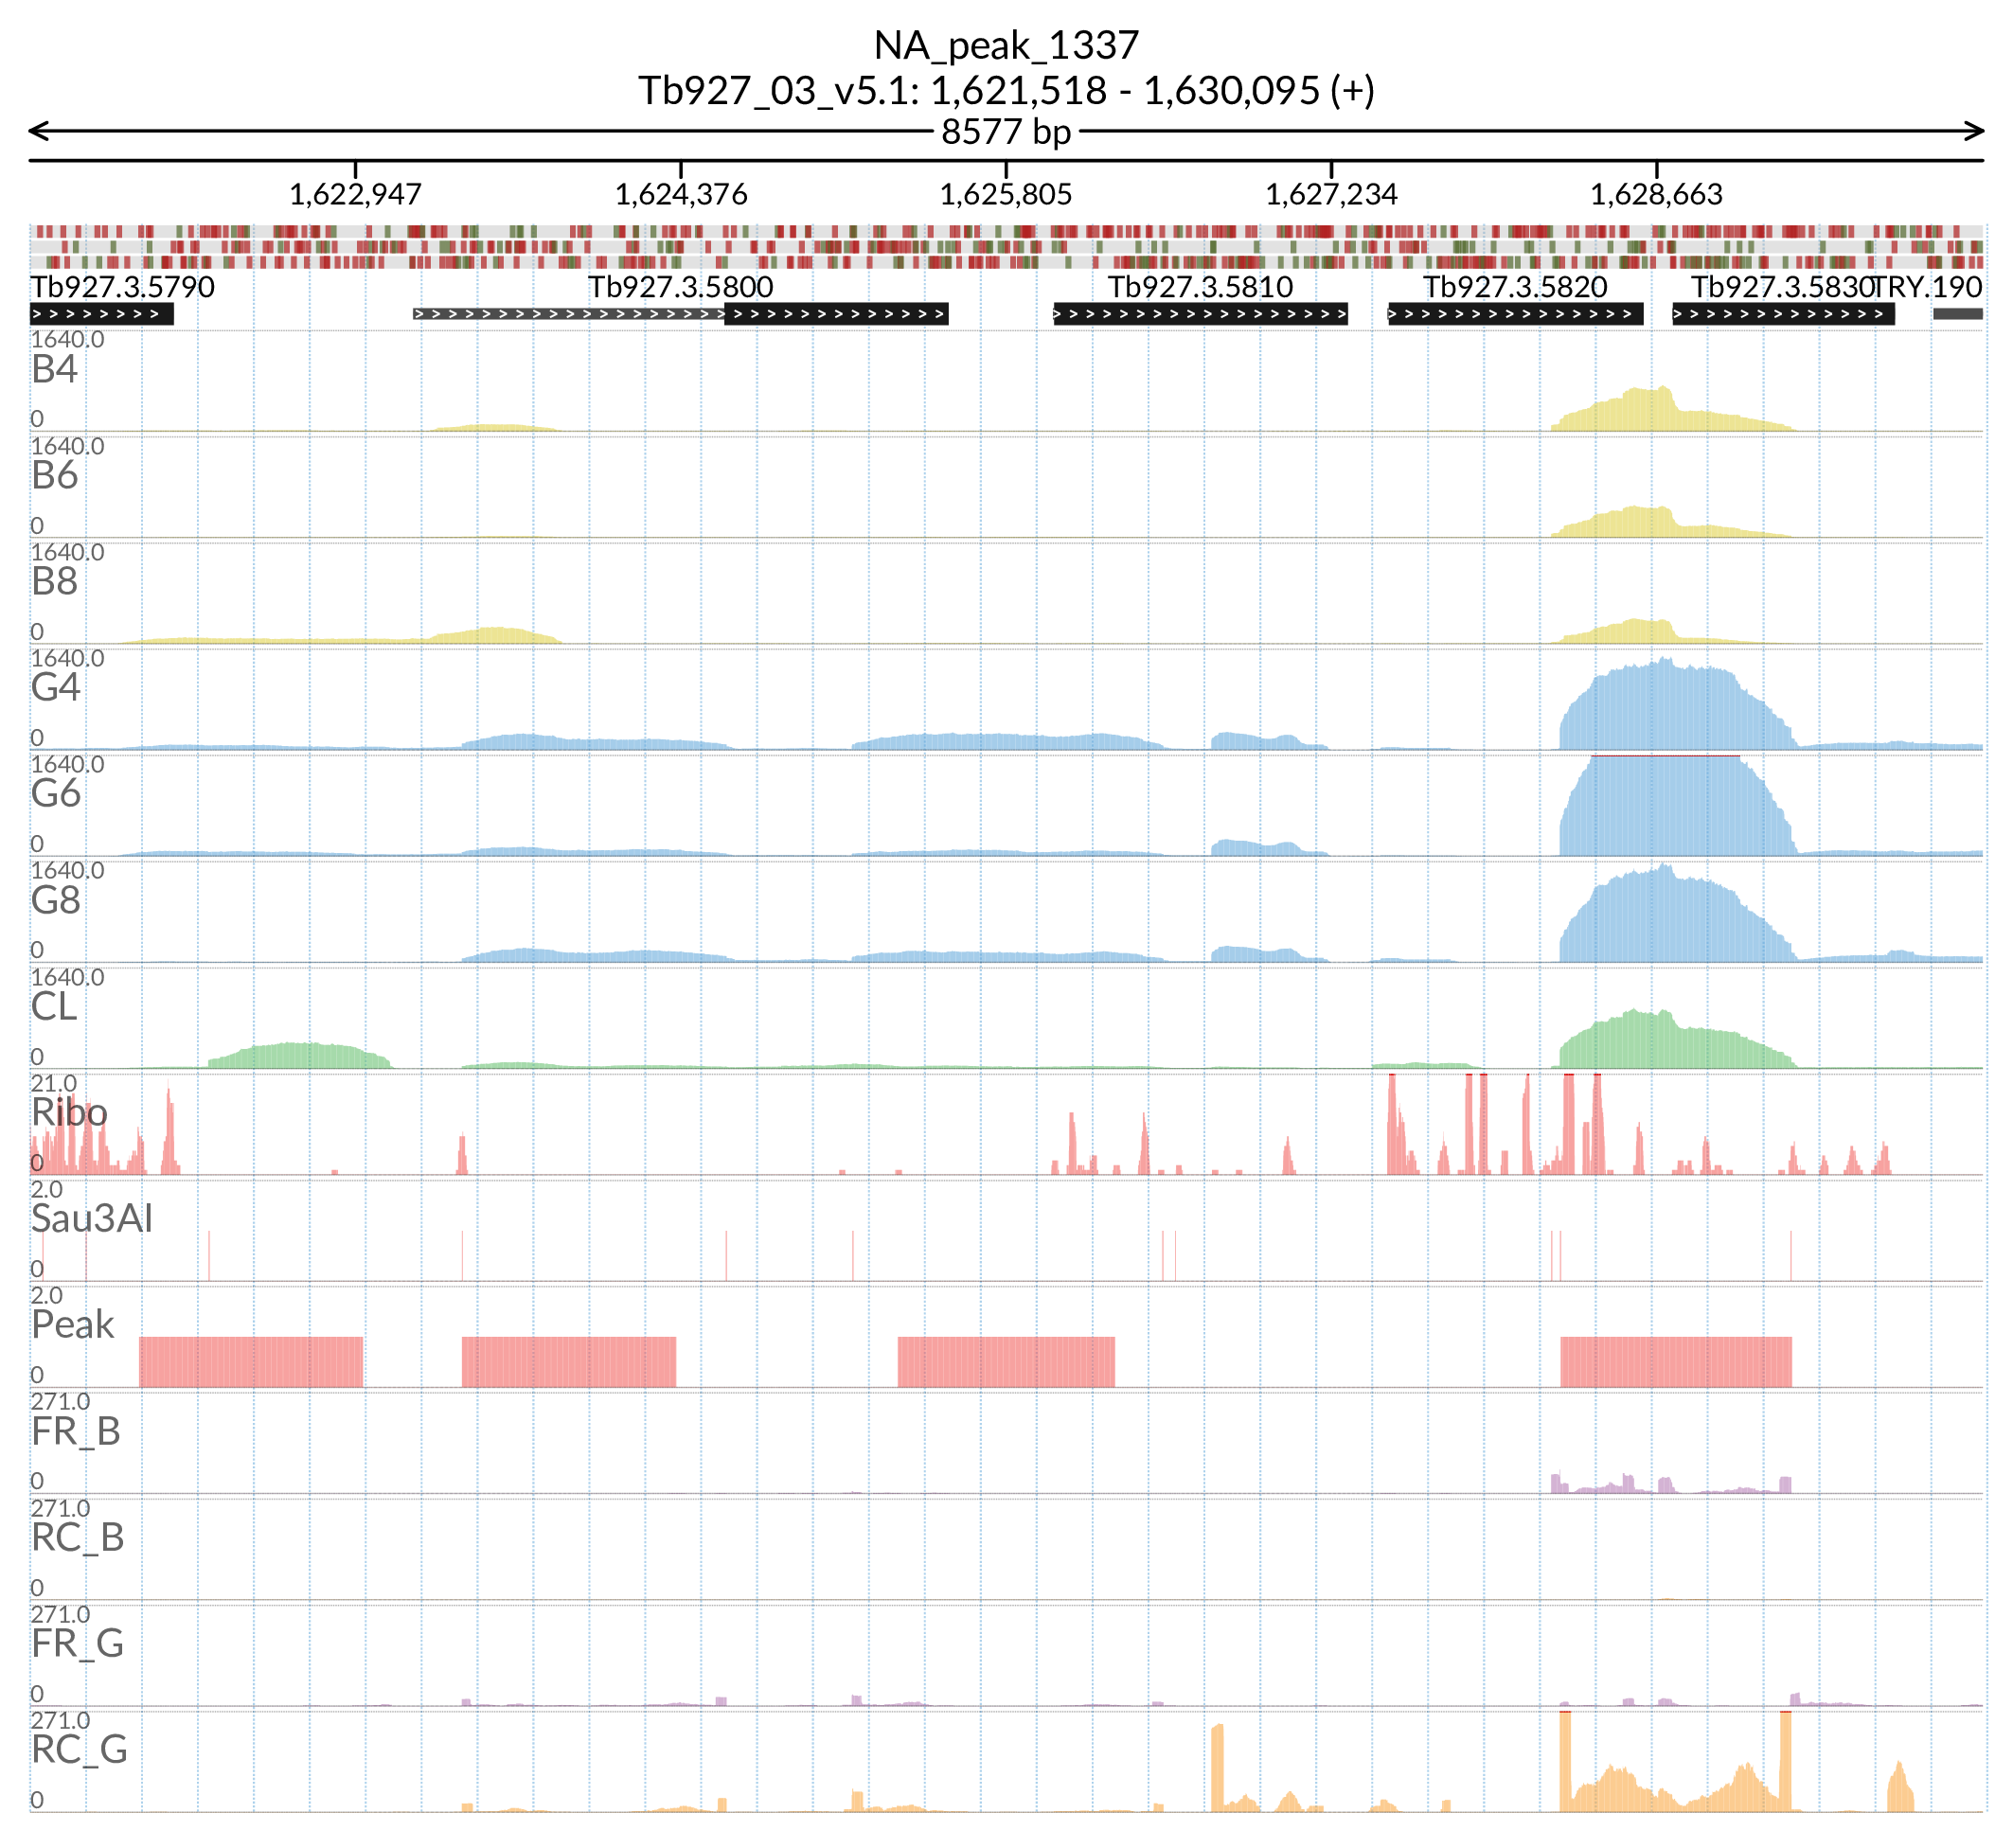 NA_peak_1337
Tb927_03_v5.1: 1,621,518 - 1,630,095 (+)
8577 bp
1,622,947 1,624,376 1,625,805 1,627,234 1,628,663
Tb927.3.5790 Tb927.3.5800 Tb927.3.5810 Tb927.3.5820 Tb927.3.5830 TRY.190
1640.0
B4
0
1640.0
B6
0
1640.0
B8
0
1640.0
G4
0
1640.0
G6
0
1640.0
G8
0
1640.0
CL
0
21.0
Ribo
0
2.0
Sau3AI
0
2.0
Peak
0
271.0
FR_B
0
271.0
RC_B
0
271.0
FR_G
0
271.0
RC_G
0